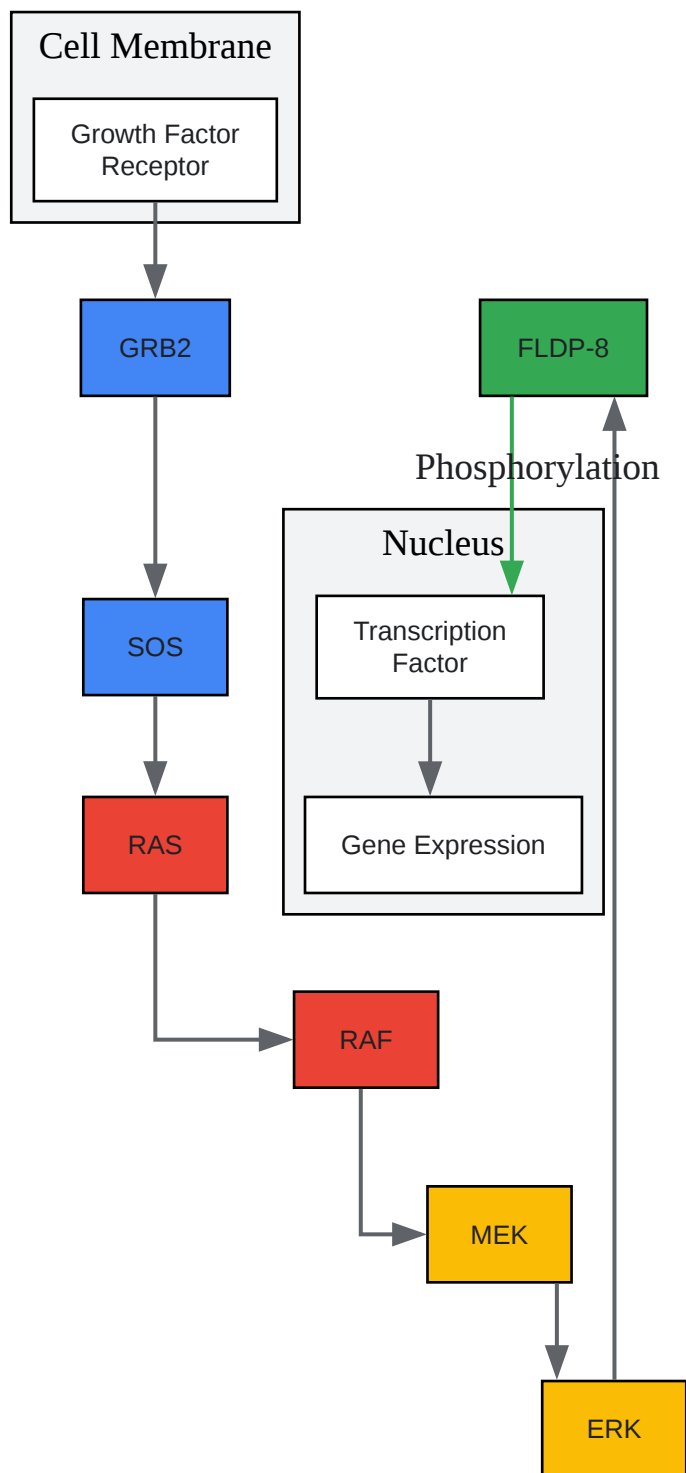 Cell Membrane
Growth Factor
Receptor
GRB2
FLDP-8
Phosphorylation
Nucleus
Transcription
Factor
SOS
Gene Expression
RAS
RAF
MEK
ERK